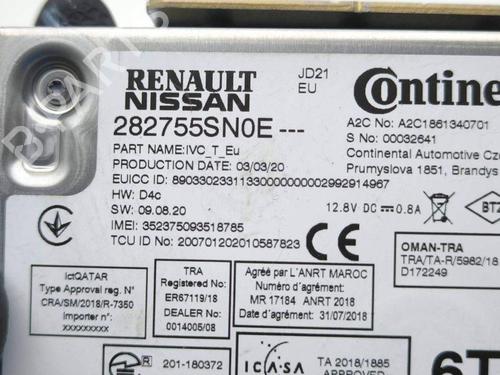 RENAULT
NISSAN
JD21
EU
Contine
282755SN0E ---
A2C No: A2C1861340701
S No: 00032641
PART NAME:IVC_T_Eu
PRODUCTION DATE: 03/03/20
Continental Automotive Cze
Prumyslova 1851, Brandys
EUICC ID: 89033023311330000000002992914967
HW: D4c
SW: 09.08.20
12.8V DC 0.8A
BTZ
IMEI: 352375093518785
TCU ID No: 200701202010587823
CE
OMAN-TRA
TRA/TA-R/5982/18
D172249
ictQATAR
Type Approval reg. N°
CRA/SM/2018/R-7350
Importer n°:
xxxxxxxxx
TRA
Registered No:
ER67119/18
DEALER No:
0014005/08
Agréé par L'ANRT MAROC
Numéro d'agrément:
MR 17184 ANRT 2018
Date d'agrément: 31/07/2018
R
201-180372
ICASA
TA 2018/1885
APPROVED
6T